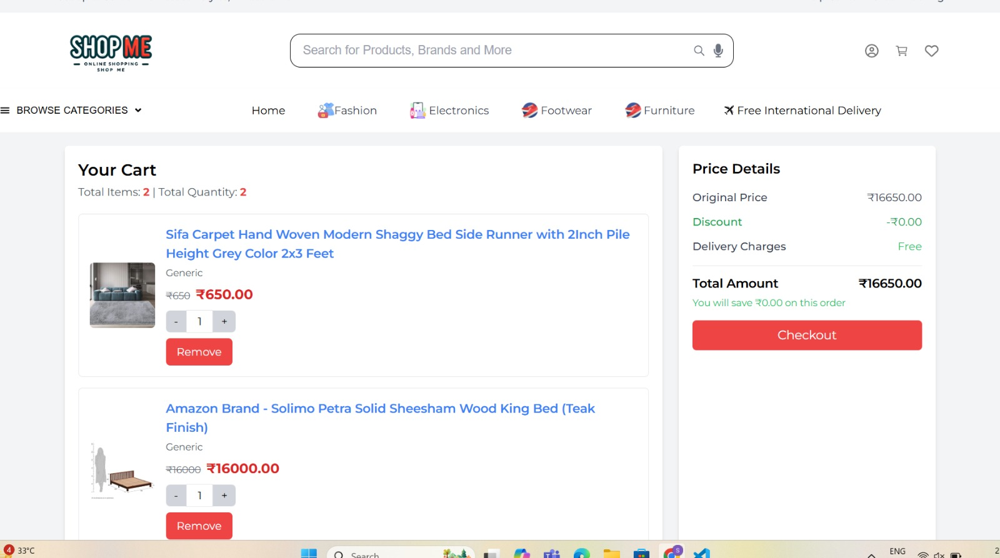 SHOP ME
ONLINE SHOPPING
SHOP ME
Search for Products, Brands and More
BROWSE CATEGORIES
Home
Fashion
Electronics
Footwear
Furniture
Free International Delivery
Your Cart
Total Items: 2 | Total Quantity: 2
Sifa Carpet Hand Woven Modern Shaggy Bed Side Runner with 2Inch Pile
Height Grey Color 2x3 Feet
Generic
₹650 ₹650.00
- 1 +
Remove
Amazon Brand - Solimo Petra Solid Sheesham Wood King Bed (Teak
Finish)
Generic
₹16000 ₹16000.00
- 1 +
Remove
Price Details
Original Price ₹16650.00
Discount -₹0.00
Delivery Charges Free
Total Amount ₹16650.00
You will save ₹0.00 on this order
Checkout
4 33°C
Search
S
ENG
2